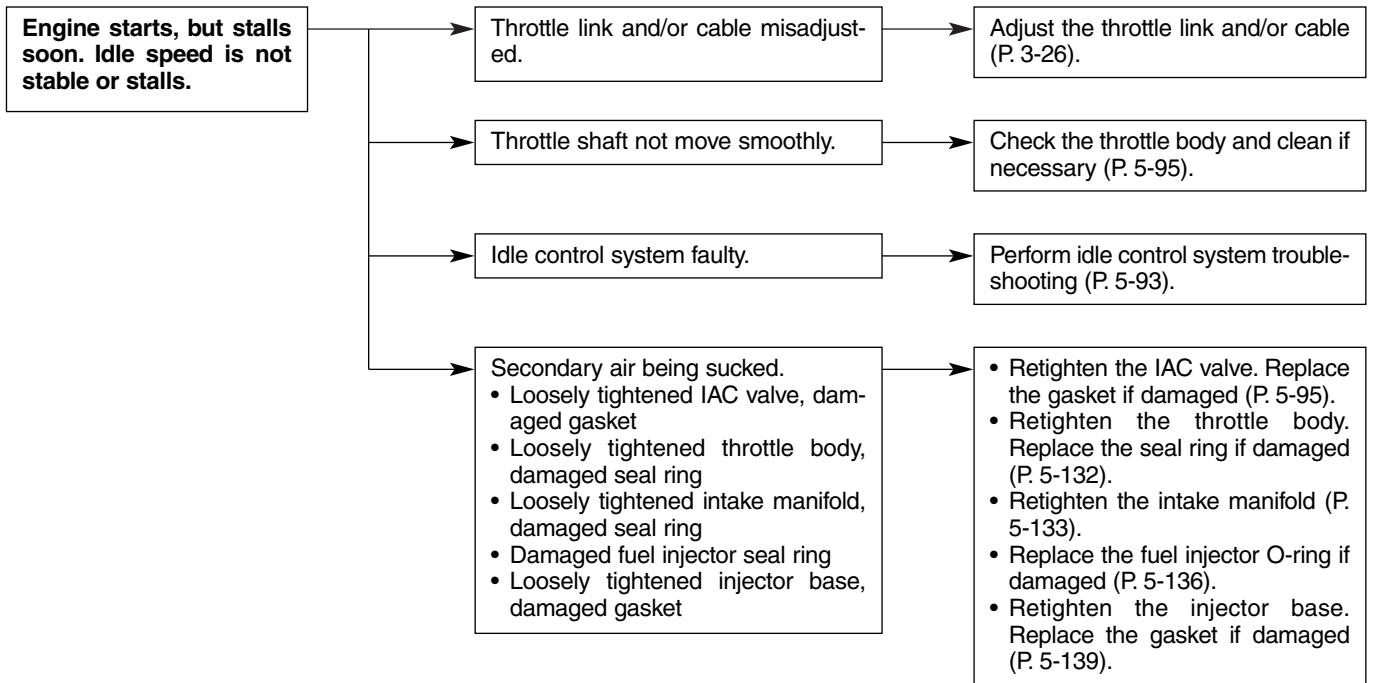 Engine starts, but stalls
soon. Idle speed is not
stable or stalls.
Throttle link and/or cable misadjust-
ed.
Adjust the throttle link and/or cable
(P. 3-26).
Throttle shaft not move smoothly.
Check the throttle body and clean if
necessary (P. 5-95).
Idle control system faulty.
Perform idle control system trouble-
shooting (P. 5-93).
Secondary air being sucked.
• Loosely tightened IAC valve, dam-
aged gasket
• Loosely tightened throttle body,
damaged seal ring
• Loosely tightened intake manifold,
damaged seal ring
• Damaged fuel injector seal ring
• Loosely tightened injector base,
damaged gasket
• Retighten the IAC valve. Replace
the gasket if damaged (P. 5-95).
• Retighten the throttle body.
Replace the seal ring if damaged
(P. 5-132).
• Retighten the intake manifold (P.
5-133).
• Replace the fuel injector O-ring if
damaged (P. 5-136).
• Retighten the injector base.
Replace the gasket if damaged
(P. 5-139).